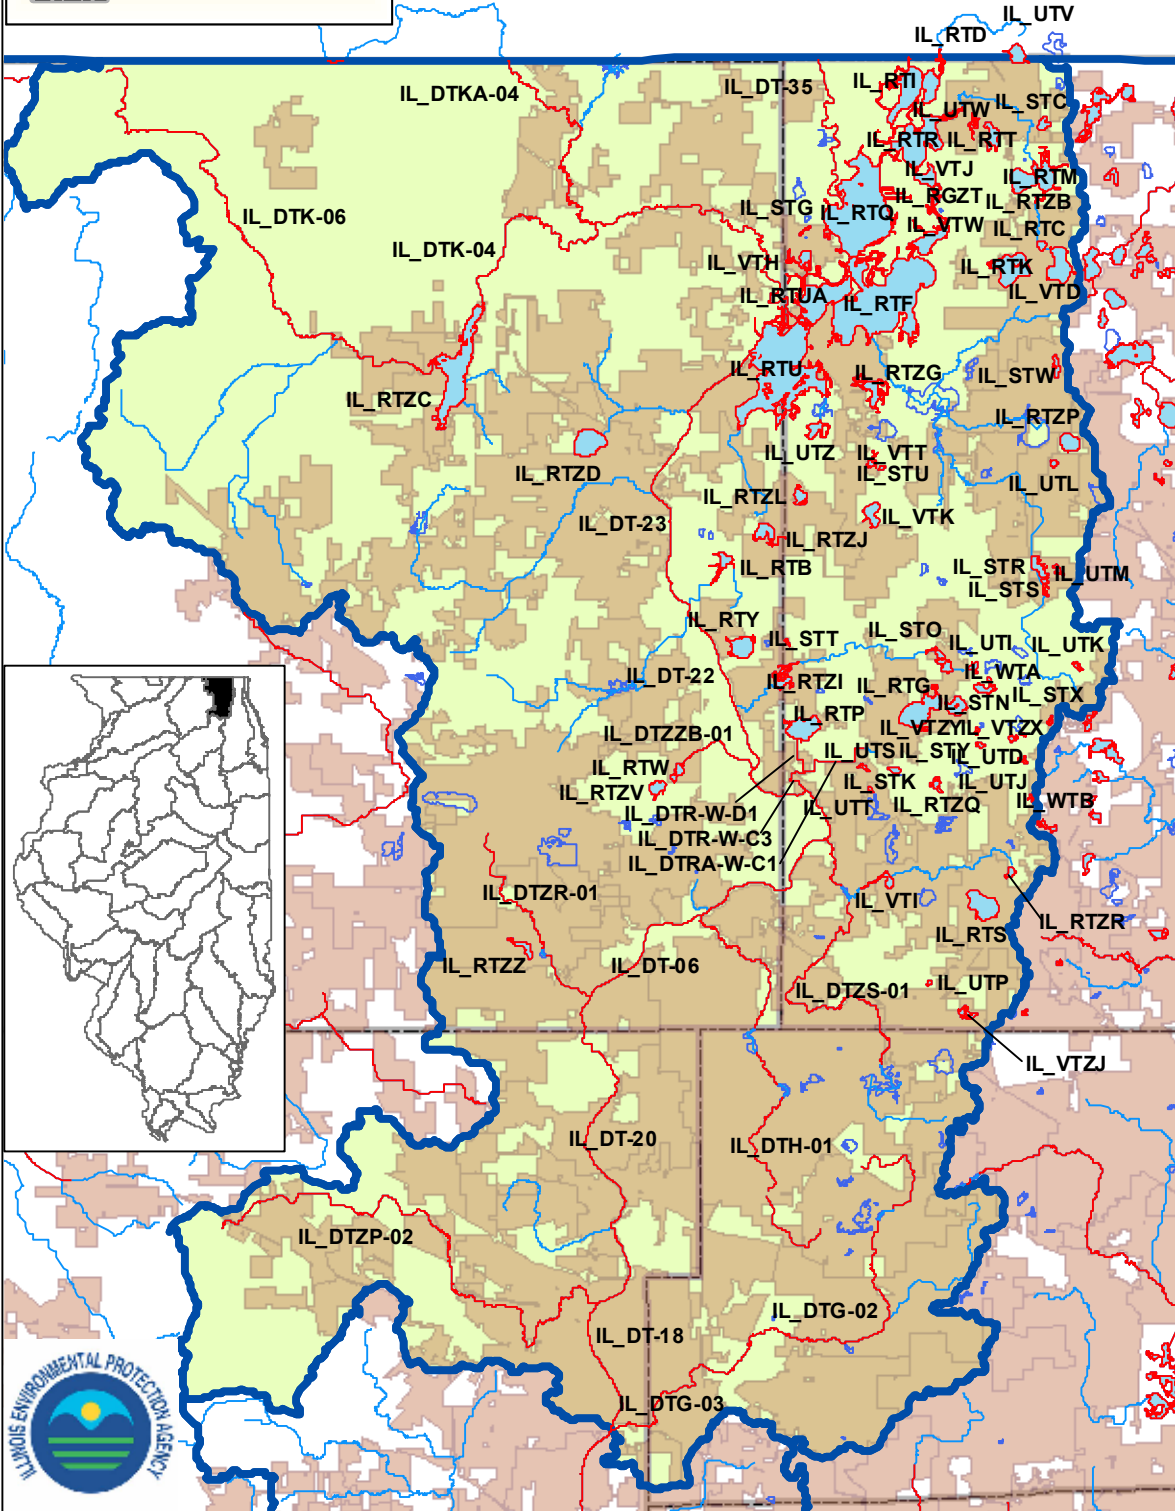 IL_UTV
IL_RTD
IL_DTKA-04
IL_DT-35
IL_RTI
IL_UTW
IL_STC
IL_RTR
IL_RTT
IL_VTJ
IL_RTM
IL_DTK-06
IL_STG
IL_RTQ
IL_RGZT
IL_RTZB
IL_VTW
IL_RTC
IL_DTK-04
IL_VTH
IL_RTK
IL_RTUA
IL_RTF
IL_VTD
IL_RTU
IL_RTZG
IL_STW
IL_RTZC
IL_RTZP
IL_UTZ
IL_VTT
IL_RTZD
IL_STU
IL_UTL
IL_RTZL
IL_DT-23
IL_VTK
IL_RTZJ
IL_RTB
IL_STR
IL_UTM
IL_STS
IL_RTY
IL_STT
IL_STO
IL_UTI
IL_UTK
IL_DT-22
IL_RTZI
IL_RTG
IL_WTA
IL_STN
IL_STX
IL_RTP
IL_VTZY
IL_VTZX
IL_DTZZB-01
IL_UTS
IL_STY
IL_UTD
IL_RTW
IL_STK
IL_UTJ
IL_RTZV
IL_UTT
IL_RTZQ
IL_WTB
IL_DTR-W-D1
IL_DTR-W-C3
IL_DTRA-W-C1
IL_DTZR-01
IL_VTI
IL_RTZR
IL_RTS
IL_RTZZ
IL_DT-06
IL_DTZS-01
IL_UTP
IL_VTZJ
IL_DT-20
IL_DTH-01
IL_DTZP-02
IL_DTG-02
IL_DT-18
IL_DTG-03
ILLINOIS ENVIRONMENTAL PROTECTION AGENCY